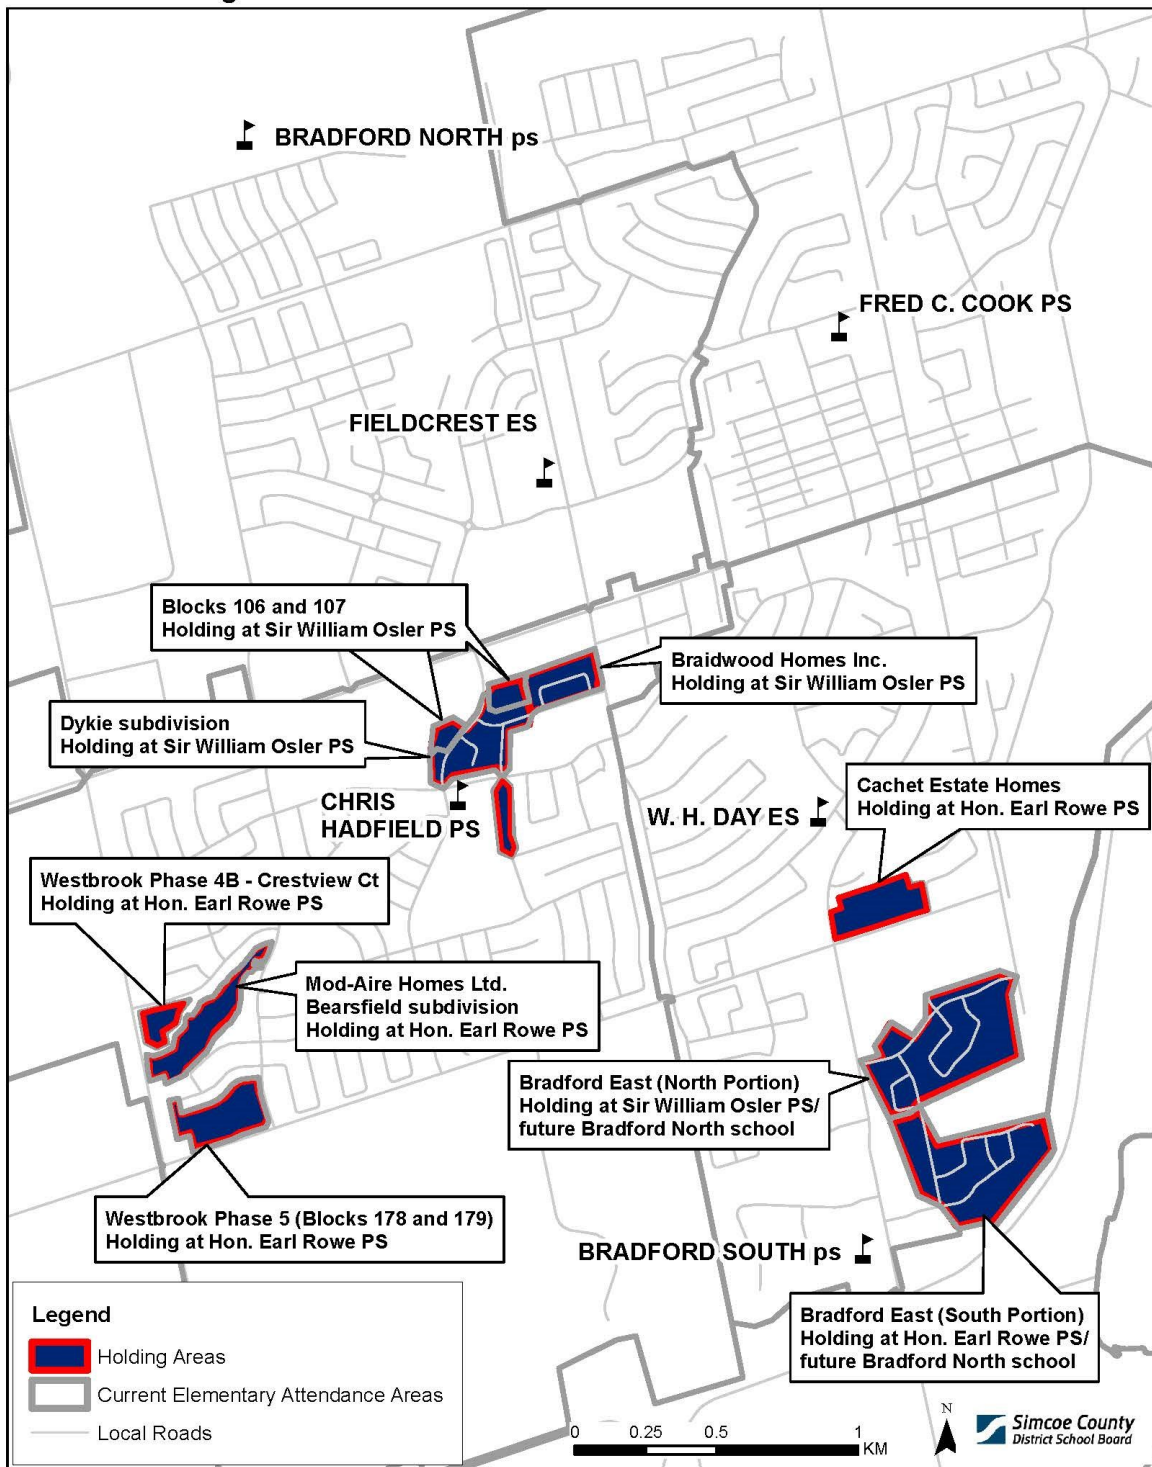 BRADFORD NORTH ps
FRED C. COOK PS
FIELDCREST ES
Blocks 106 and 107
Holding at Sir William Osler PS
Braidwood Homes Inc.
Holding at Sir William Osler PS
Dykie subdivision
Holding at Sir William Osler PS
CHRIS
HADFIELD PS
W. H. DAY ES
Cachet Estate Homes
Holding at Hon. Earl Rowe PS
Westbrook Phase 4B - Crestview Ct
Holding at Hon. Earl Rowe PS
Mod-Aire Homes Ltd.
Bearsfield subdivision
Holding at Hon. Earl Rowe PS
Bradford East (North Portion)
Holding at Sir William Osler PS/
future Bradford North school
Westbrook Phase 5 (Blocks 178 and 179)
Holding at Hon. Earl Rowe PS
BRADFORD SOUTH ps
Bradford East (South Portion)
Holding at Hon. Earl Rowe PS/
future Bradford North school
Legend
Holding Areas
Current Elementary Attendance Areas
Local Roads
0 0.25 0.5 1
KM
N
Simcoe County
District School Board